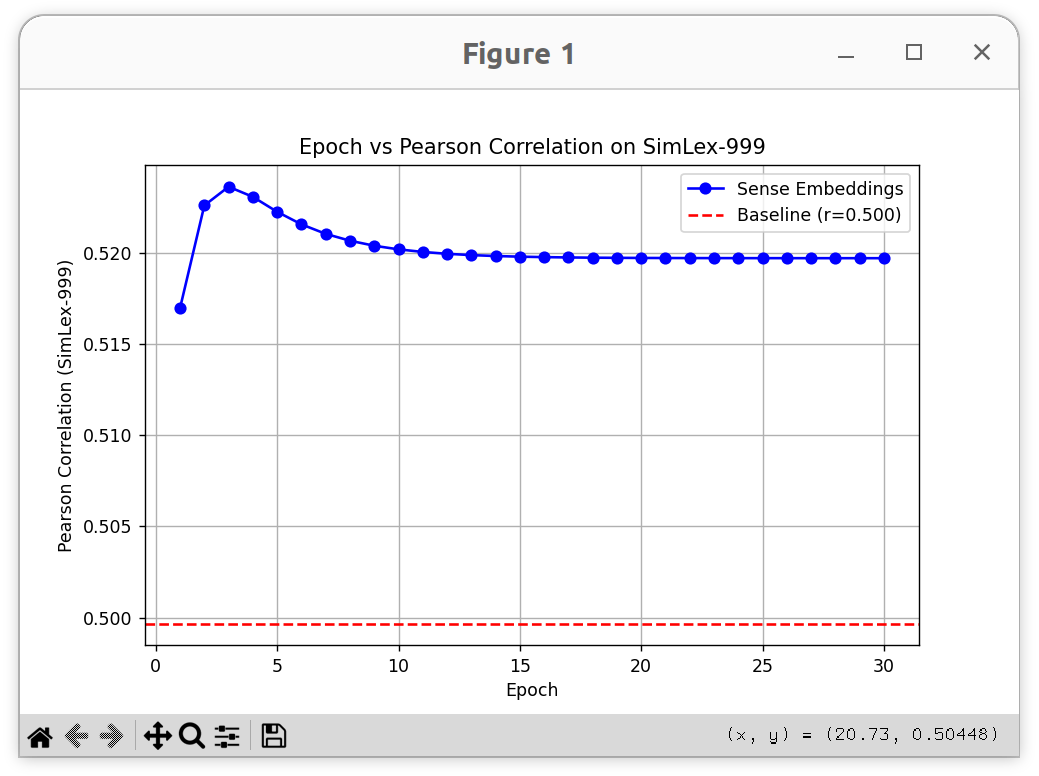 Figure 1
Epoch vs Pearson Correlation on SimLex-999
Sense Embeddings
Baseline (r=0.500)
Pearson Correlation (SimLex-999)
0.520
0.515
0.510
0.505
0.500
0 5 10 15 20 25 30
Epoch
(x, y) = (20.73, 0.50448)